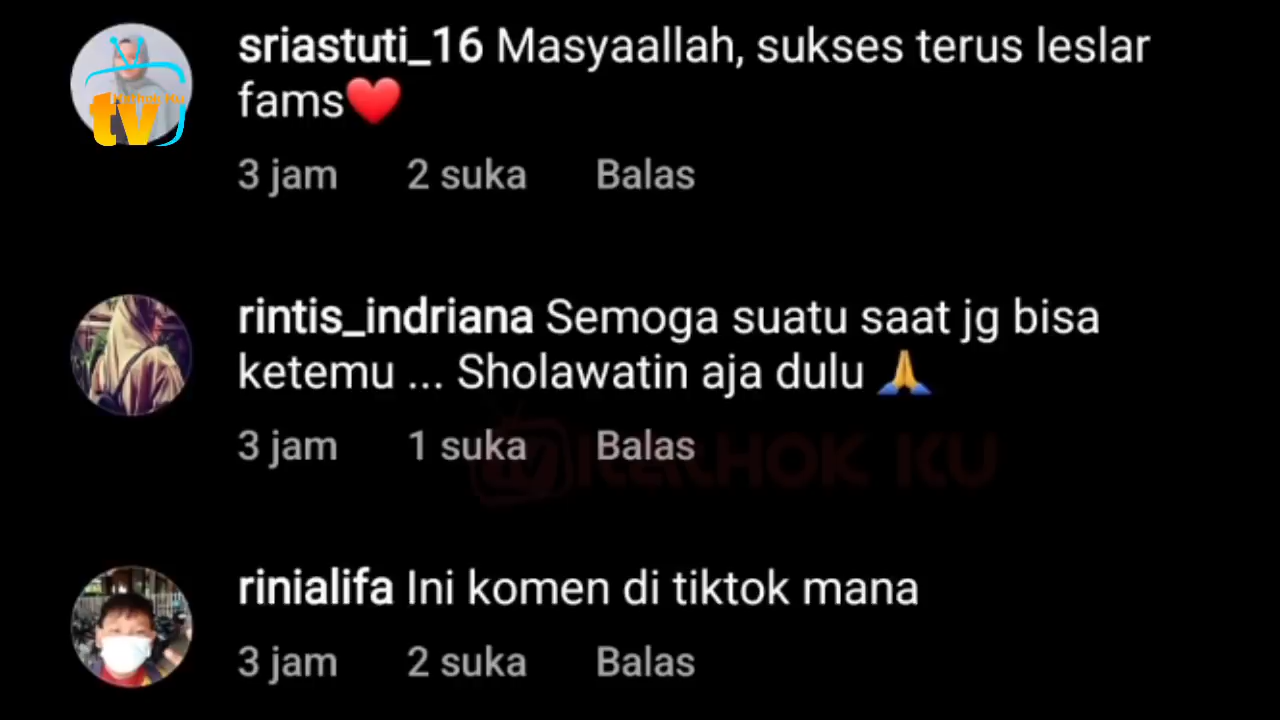 sriastuti_16 Masyaallah, sukses terus leslar
fams❤️
3 jam 2 suka Balas
rintis_indriana Semoga suatu saat jg bisa
ketemu ... Sholawatin aja dulu 🙏
3 jam 1 suka Balas
rinialifa Ini komen di tiktok mana
3 jam 2 suka Balas
tv